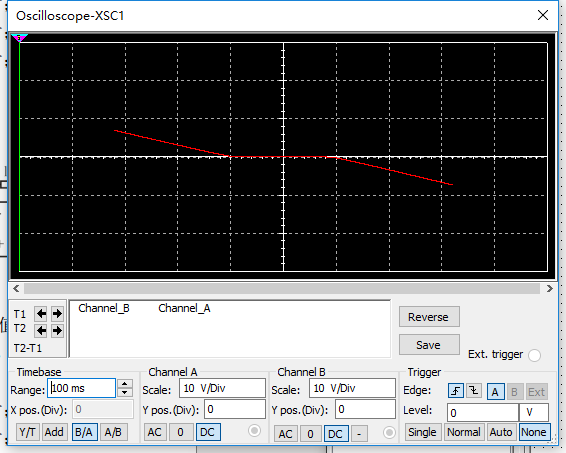 Oscilloscope-XSC1
T1
T2
T2-T1
Channel_B Channel_A
Reverse
Save
Ext. trigger
Timebase
Range: 100 ms
X pos.(Div): 0
Y/T Add B/A A/B
Channel A
Scale: 10 V/Div
Y pos.(Div): 0
AC 0 DC
Channel B
Scale: 10 V/Div
Y pos.(Div): 0
AC 0 DC -
Trigger
Edge: A B Ext
Level: 0 V
Single Normal Auto None